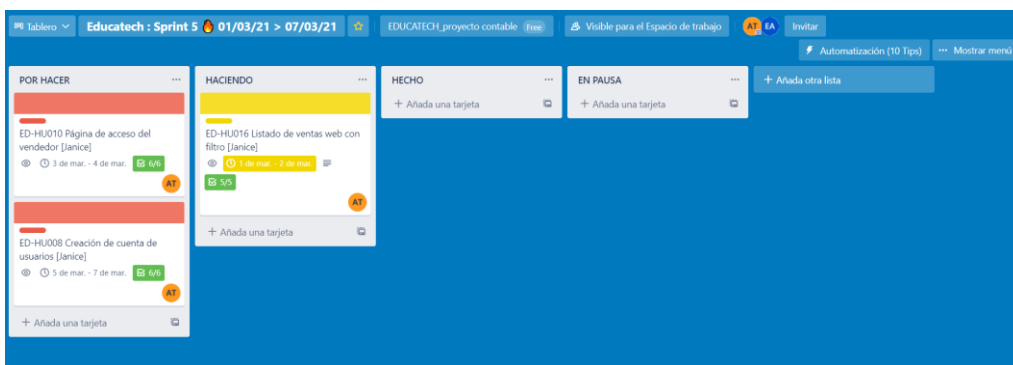 Tablero
Educatech : Sprint 5 🔥 01/03/21 > 07/03/21
EDUCATECH_proyecto contable Free
Visible para el Espacio de trabajo
AT EA
Invitar
Automatización (10 Tips)
··· Mostrar menú
POR HACER ···
ED-HU010 Página de acceso del
vendedor [Janice]
3 de mar. - 4 de mar. 6/6
AT
ED-HU008 Creación de cuenta de
usuarios [Janice]
5 de mar. - 7 de mar. 6/6
AT
+ Añada una tarjeta
HACIENDO ···
ED-HU016 Listado de ventas web con
filtro [Janice]
1 de mar. - 2 de mar.
5/5
AT
+ Añada una tarjeta
HECHO ···
+ Añada una tarjeta
EN PAUSA ···
+ Añada una tarjeta
+ Añada otra lista